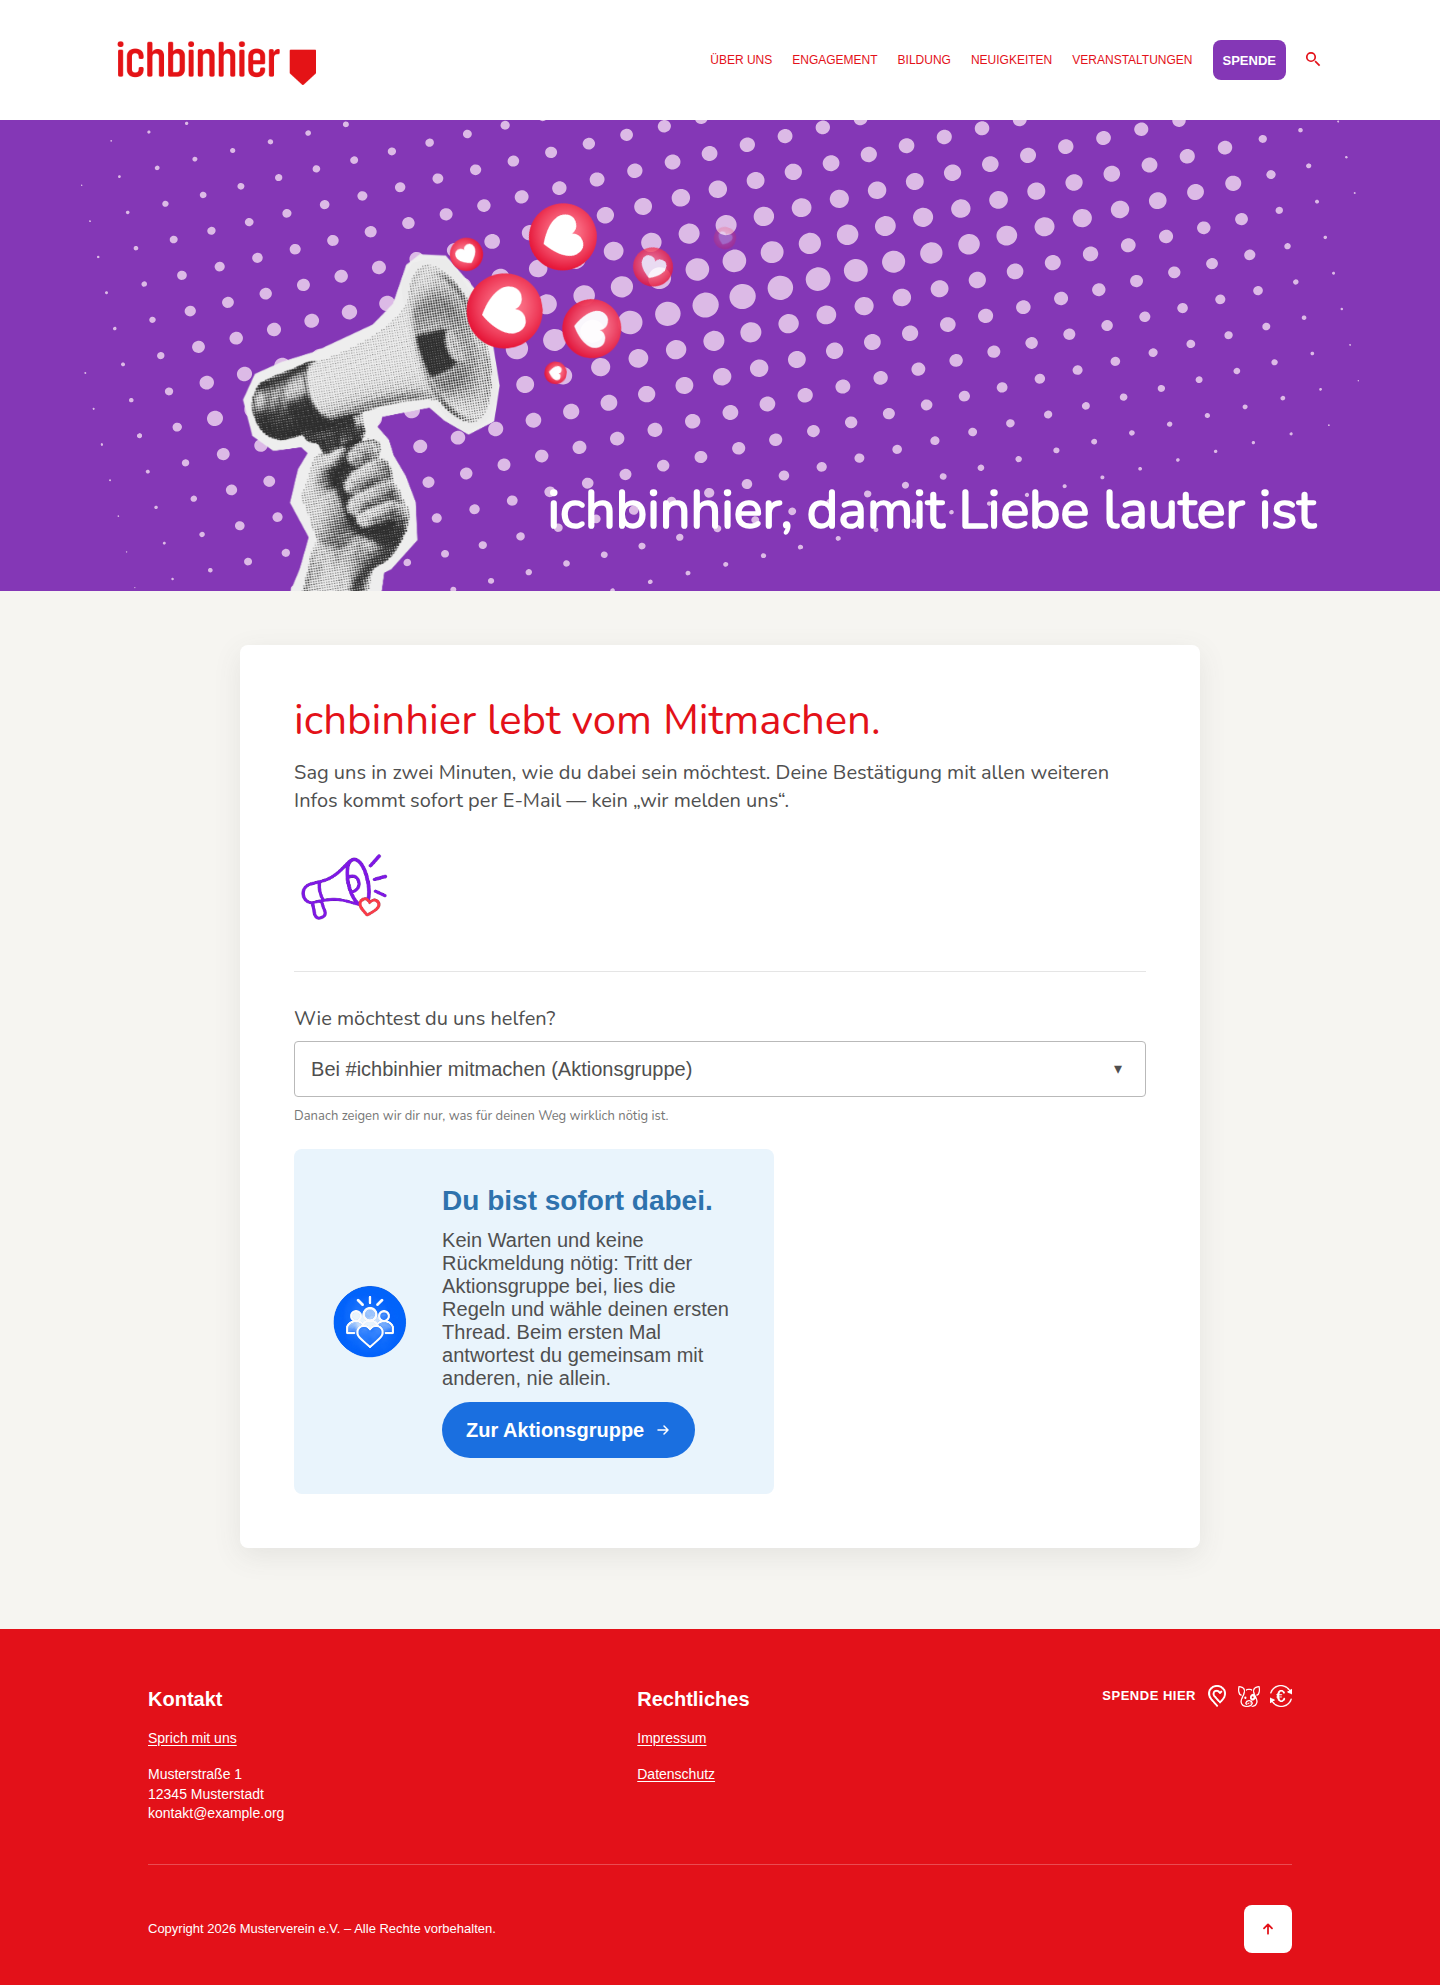 ichbinhier
ÜBER UNS
ENGAGEMENT
BILDUNG
NEUIGKEITEN
VERANSTALTUNGEN
SPENDE
ichbinhier, damit Liebe lauter ist
ichbinhier lebt vom Mitmachen.
Sag uns in zwei Minuten, wie du dabei sein möchtest. Deine Bestätigung mit allen weiteren
Infos kommt sofort per E-Mail — kein „wir melden uns“.
Wie möchtest du uns helfen?
Bei #ichbinhier mitmachen (Aktionsgruppe)
Danach zeigen wir dir nur, was für deinen Weg wirklich nötig ist.
Du bist sofort dabei.
Kein Warten und keine
Rückmeldung nötig: Tritt der
Aktionsgruppe bei, lies die
Regeln und wähle deinen ersten
Thread. Beim ersten Mal
antwortest du gemeinsam mit
anderen, nie allein.
Zur Aktionsgruppe →
Kontakt
Sprich mit uns
Musterstraße 1
12345 Musterstadt
kontakt@example.org
Rechtliches
Impressum
Datenschutz
SPENDE HIER
Copyright 2026 Musterverein e.V. – Alle Rechte vorbehalten.